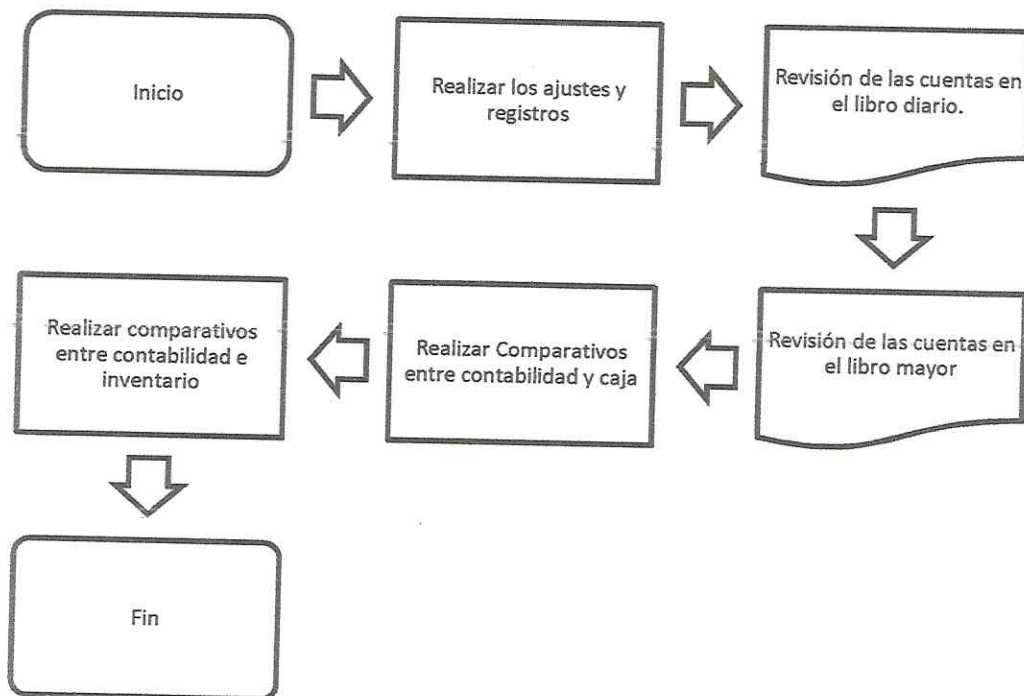 Inicio
Realizar los ajustes y
registros
Revisión de las cuentas en
el libro diario.
Revisión de las cuentas en
el libro mayor
Realizar Comparativos
entre contabilidad y caja
Realizar comparativos
entre contabilidad e
inventario
Fin